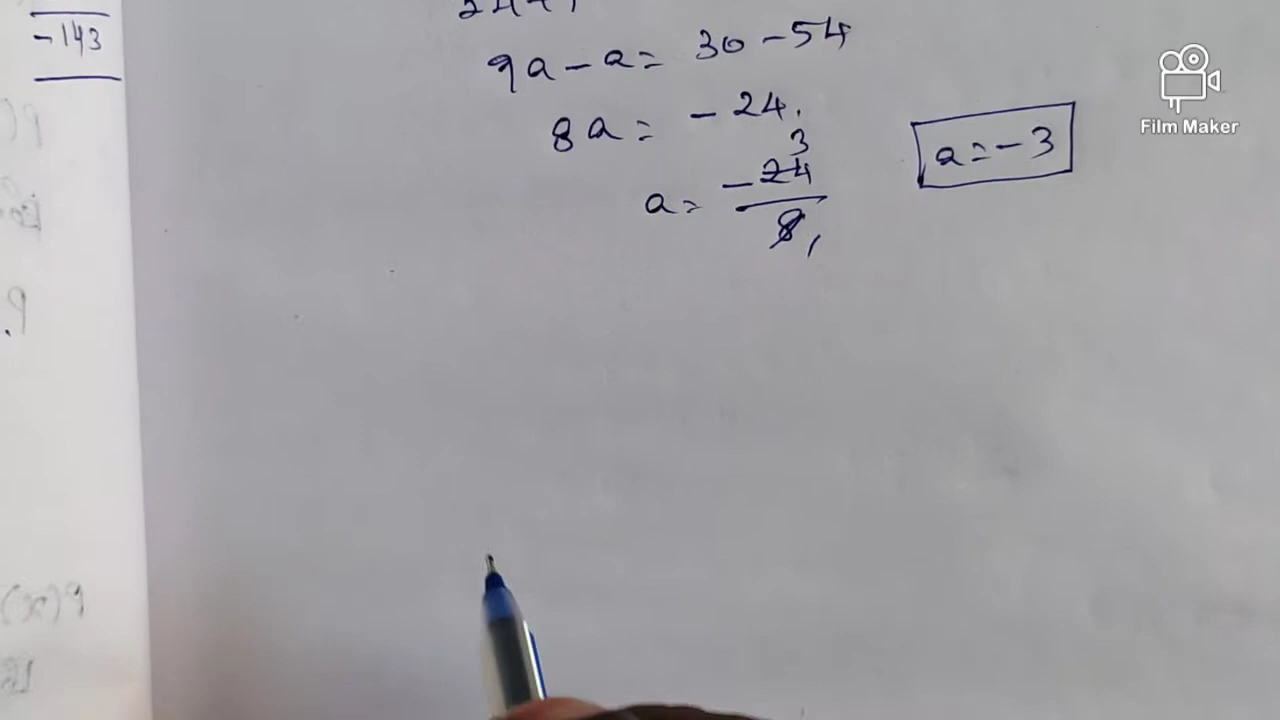 -143
9a - a = 30 - 54
8a = - 24.
3
a = -24/8
1
a = - 3
Film Maker